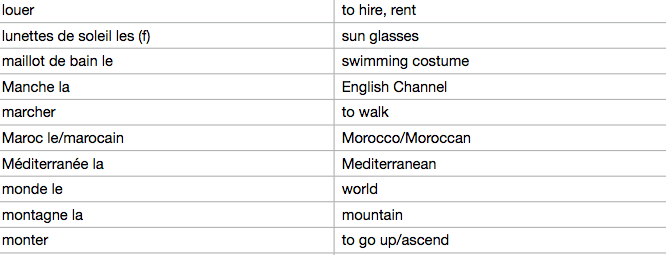 louer to hire, rent
lunettes de soleil les (f) sun glasses
maillot de bain le swimming costume
Manche la English Channel
marcher to walk
Maroc le/marocain Morocco/Moroccan
Méditerranée la Mediterranean
monde le world
montagne la mountain
monter to go up/ascend